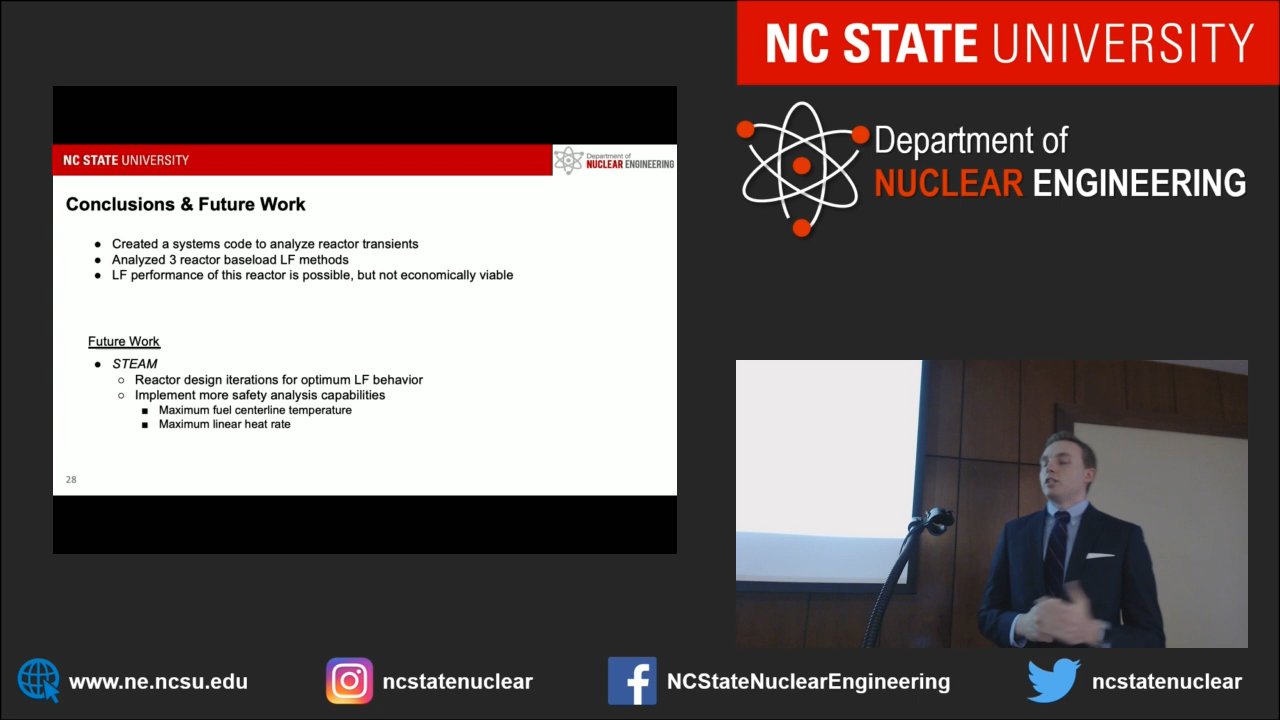 NC STATE UNIVERSITY
Department of
NUCLEAR ENGINEERING
NC STATE UNIVERSITY
Department of
NUCLEAR ENGINEERING
Conclusions & Future Work
● Created a systems code to analyze reactor transients
● Analyzed 3 reactor baseload LF methods
● LF performance of this reactor is possible, but not economically viable
Future Work
● STEAM
○ Reactor design iterations for optimum LF behavior
○ Implement more safety analysis capabilities
■ Maximum fuel centerline temperature
■ Maximum linear heat rate
28
www.ne.ncsu.edu
ncstatenuclear
NCStateNuclearEngineering
ncstatenuclear